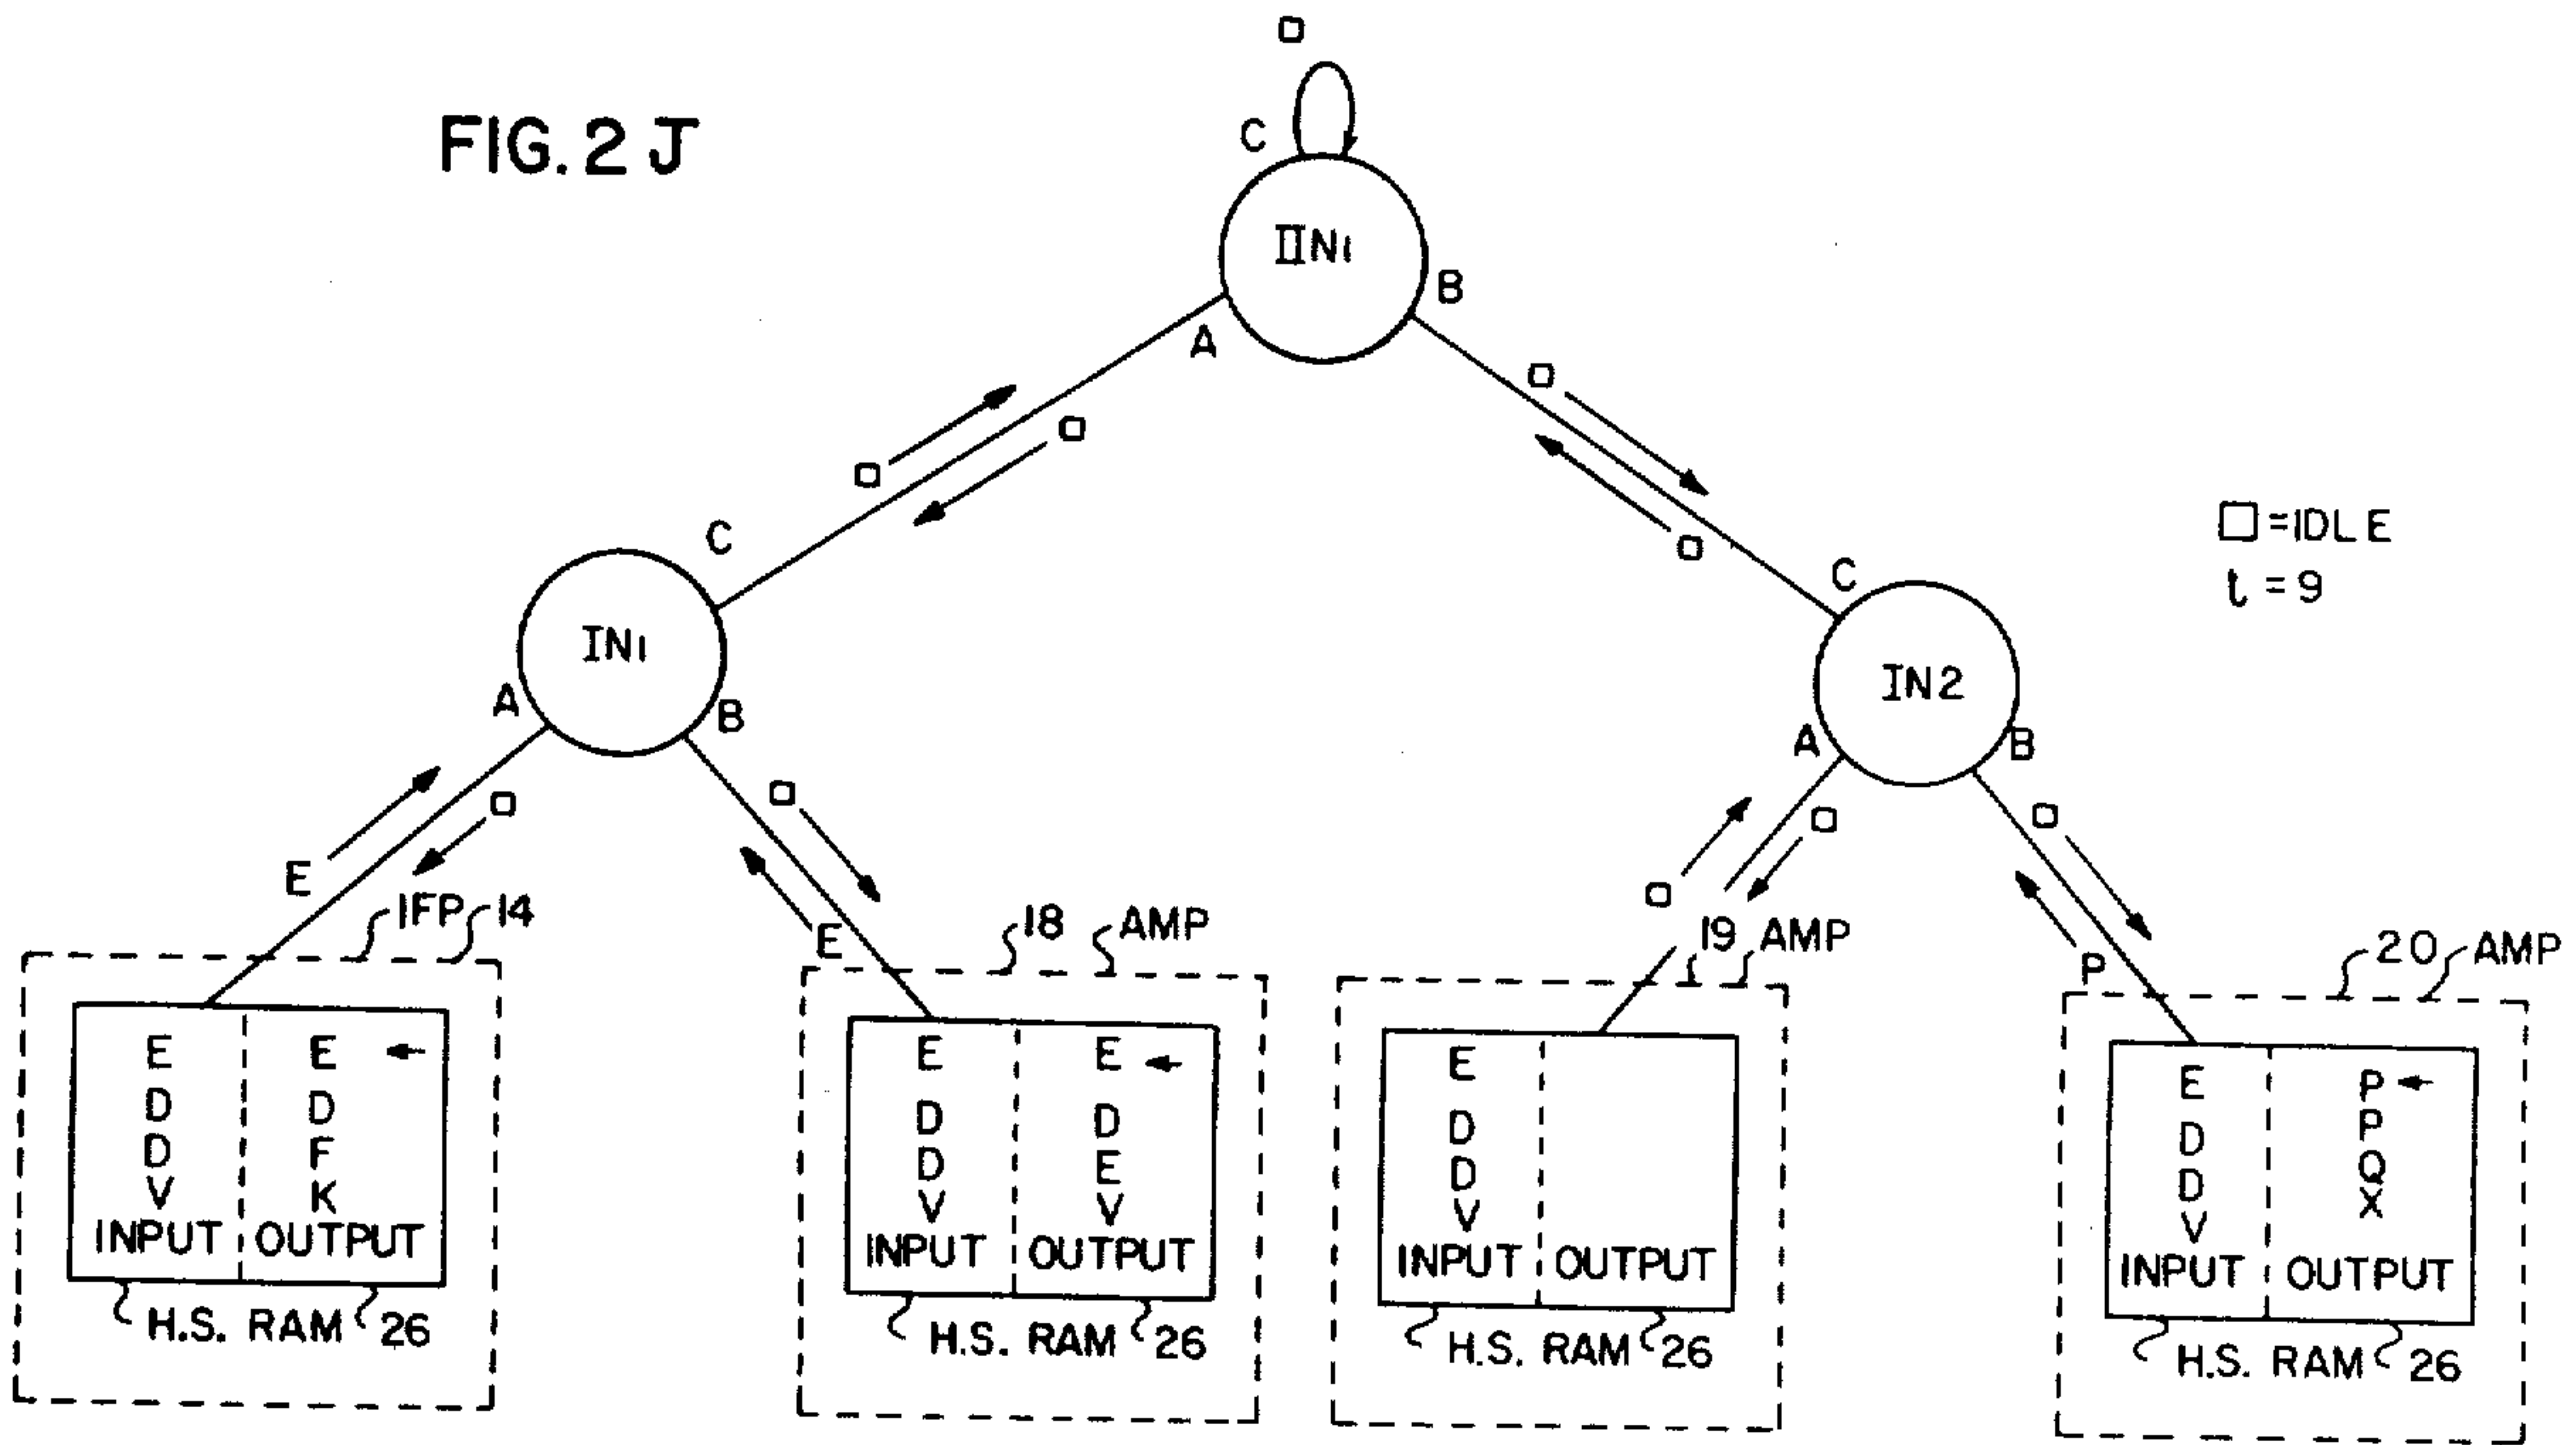 FIG. 2 J
C
IIN1
B
A
□ = IDLE
t = 9
C
IN1
A
B
C
IN2
A
B
E
E
P
IFP 14
18 AMP
19 AMP
20 AMP
E E
D D
D F
V K
INPUT OUTPUT
H.S. RAM 26
E E
D D
D E
V V
INPUT OUTPUT
H.S. RAM 26
E
D
D
V
INPUT OUTPUT
H.S. RAM 26
E P
D P
D Q
V X
INPUT OUTPUT
H.S. RAM 26